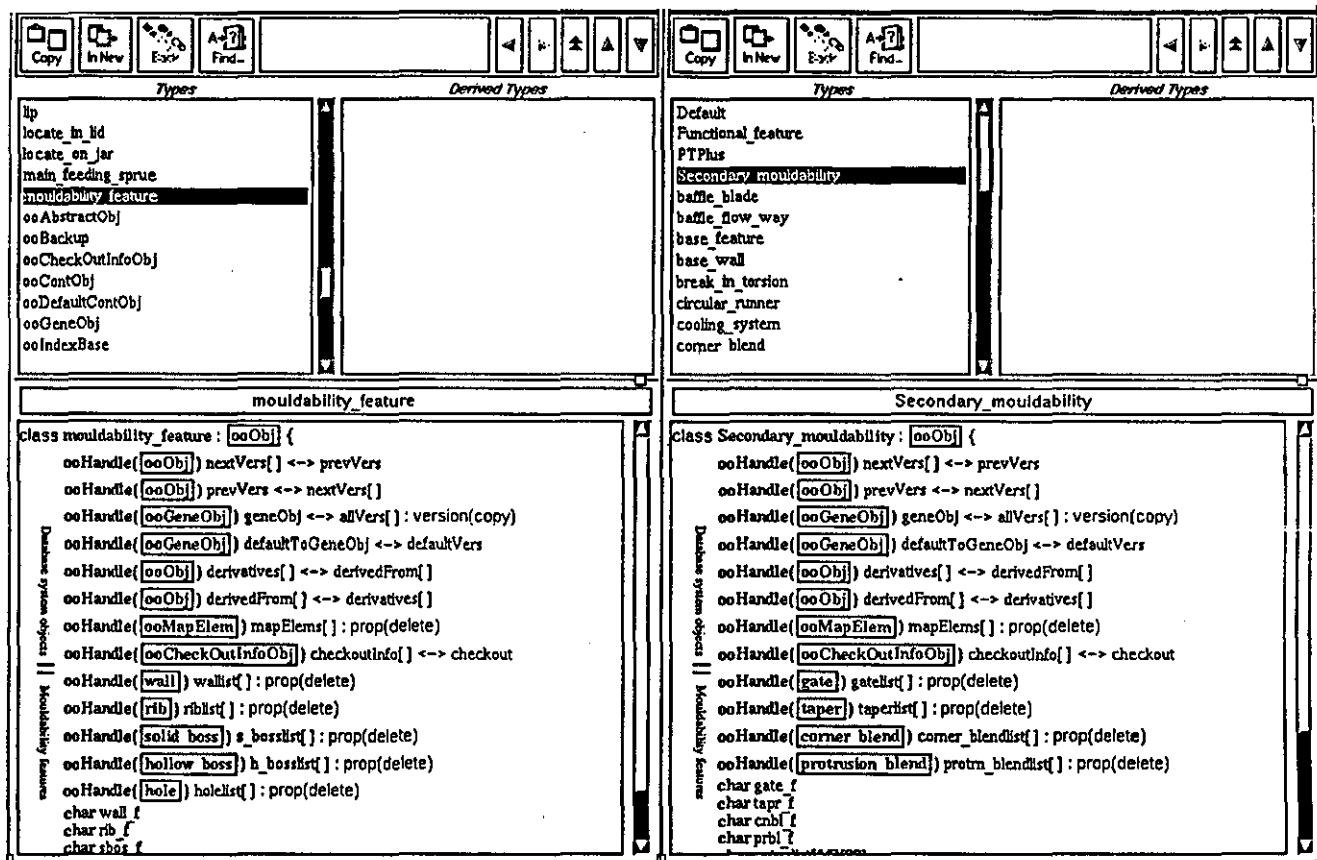 Copy In New Back Find...
Types Derived Types
lip
locate_in_lid
locate_on_jar
main_feeding_sprue
mouldability_feature
ooAbstractObj
ooBackup
ooCheckOutInfoObj
ooContObj
ooDefaultContObj
ooGeneObj
ooIndexBase
mouldability_feature
class mouldability_feature : ooObj {
ooHandle(ooObj) nextVers[] <-> prevVers
ooHandle(ooObj) prevVers <-> nextVers[]
ooHandle(ooGeneObj) geneObj <-> allVers[] : version(copy)
ooHandle(ooGeneObj) defaultToGeneObj <-> defaultVers
ooHandle(ooObj) derivatives[] <-> derivedFrom[]
ooHandle(ooObj) derivedFrom[] <-> derivatives[]
ooHandle(ooMapElem) mapElems[] : prop(delete)
ooHandle(ooCheckOutInfoObj) checkoutInfo[] <-> checkout
ooHandle(wall) wallist[] : prop(delete)
ooHandle(rib) riblist[] : prop(delete)
ooHandle(solid_boss) s_bosslist[] : prop(delete)
ooHandle(hollow_boss) h_bosslist[] : prop(delete)
ooHandle(hole) holelist[] : prop(delete)
char wall_f
char rib_f
char sbos_f
Database system objects || Mouldability features
Copy In New Back Find...
Types Derived Types
Default
Functional_feature
PTPlus
Secondary_mouldability
baffle_blade
baffle_flow_way
base_feature
base_wall
break_in_torsion
circular_runner
cooling_system
corner_blend
Secondary_mouldability
class Secondary_mouldability : ooObj {
ooHandle(ooObj) nextVers[] <-> prevVers
ooHandle(ooObj) prevVers <-> nextVers[]
ooHandle(ooGeneObj) geneObj <-> allVers[] : version(copy)
ooHandle(ooGeneObj) defaultToGeneObj <-> defaultVers
ooHandle(ooObj) derivatives[] <-> derivedFrom[]
ooHandle(ooObj) derivedFrom[] <-> derivatives[]
ooHandle(ooMapElem) mapElems[] : prop(delete)
ooHandle(ooCheckOutInfoObj) checkoutInfo[] <-> checkout
ooHandle(gate) gatelist[] : prop(delete)
ooHandle(taper) taperlist[] : prop(delete)
ooHandle(corner_blend) corner_blendlist[] : prop(delete)
ooHandle(protrusion_blend) protrn_blendlist[] : prop(delete)
char gate_f
char tapr_f
char cnbl_f
char prbl_f
Database system objects || Mouldability features